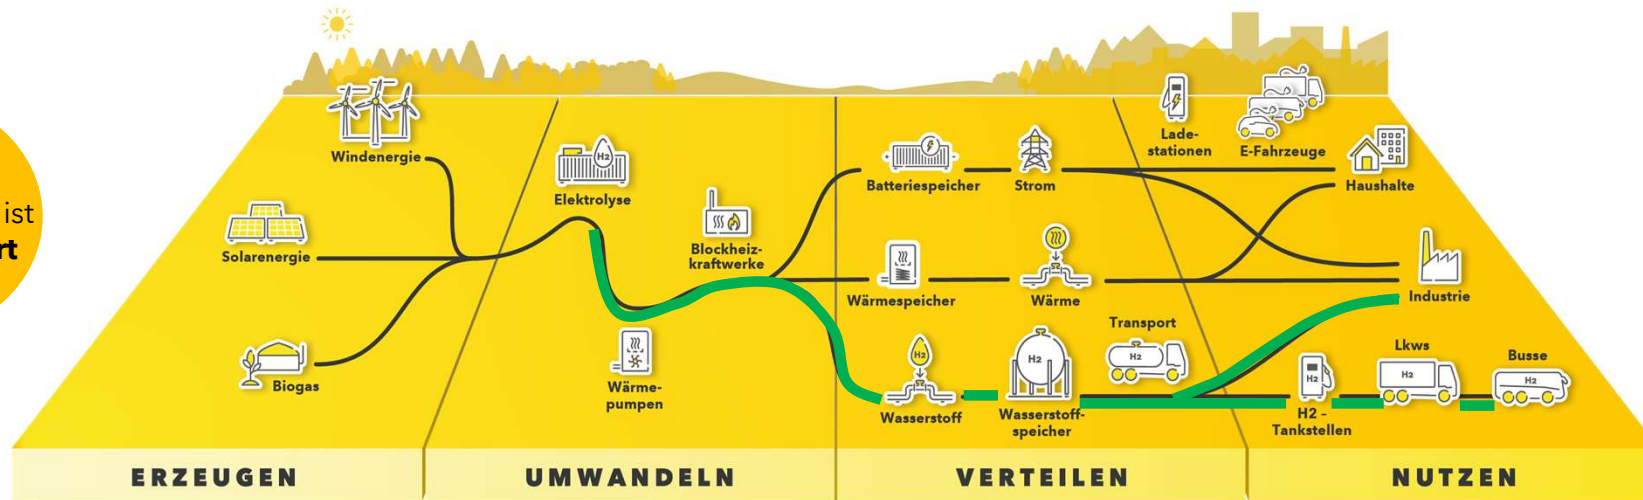 ist
rt
Windenergie
Solarenergie
Biogas
H2
Elektrolyse
Blockheiz-
kraftwerke
Wärme-
pumpen
Batteriespeicher
Strom
Wärmespeicher
Wärme
H2
Wasserstoff
H2
Wasserstoff-
speicher
Transport
H2
Lade-
stationen
E-Fahrzeuge
Haushalte
Industrie
H2
H2 -
Tankstellen
Lkws
H2
Busse
H2
ERZEUGEN
UMWANDELN
VERTEILEN
NUTZEN